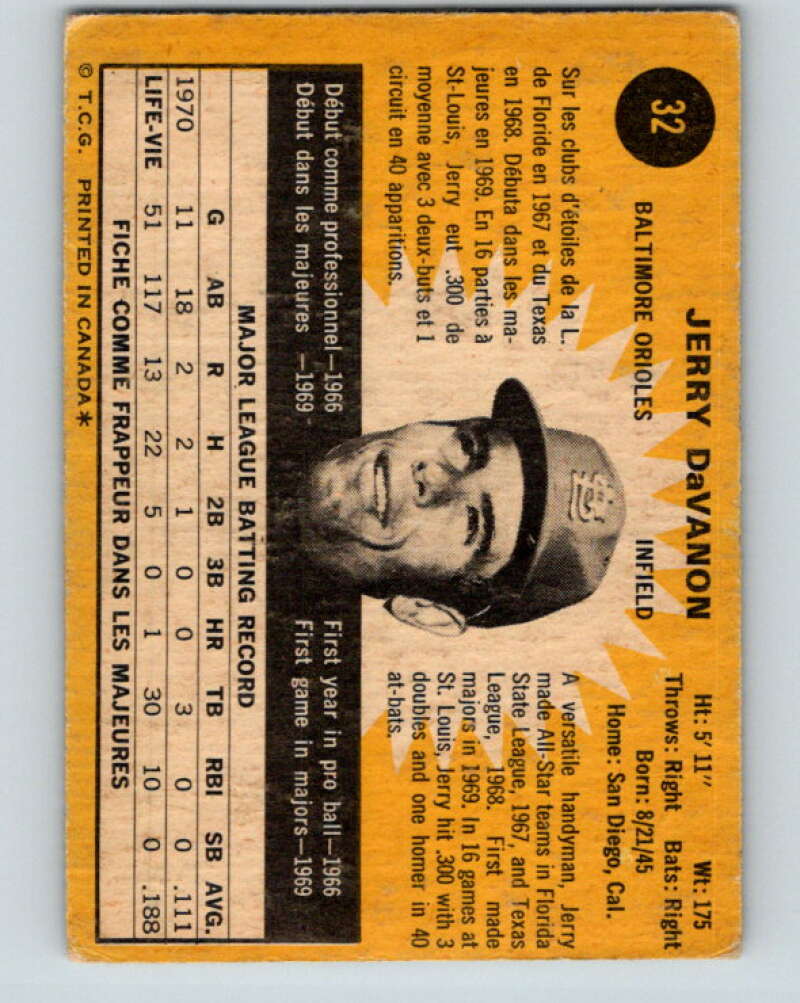 32
JERRY DaVANON
Ht: 5' 11" Wt: 175
BALTIMORE ORIOLES INFIELD
Throws: Right Bats: Right
Born: 8/21/45
Home: San Diego, Cal.
Sur les clubs d'étoiles de la L.
de Floride en 1967 et du Texas
en 1968. Débuta dans les ma-
jeures en 1969. En 16 parties à
St-Louis, Jerry eut .300 de
moyenne avec 3 deux-buts et 1
circuit en 40 apparitions.
A versatile handyman, Jerry
made All-Star teams in Florida
State League, 1967, and Texas
League, 1968. First made
majors in 1969. In 16 games at
St. Louis, Jerry hit .300 with 3
doubles and one homer in 40
at-bats.
Début comme professionnel—1966
Début dans les majeures —1969
First year in pro ball—1966
First game in majors—1969
MAJOR LEAGUE BATTING RECORD
G AB R H 2B 3B HR TB RBI SB AVG.
1970 11 18 2 2 1 0 0 3 0 0 .111
LIFE-VIE 51 117 13 22 5 0 1 30 10 0 .188
FICHE COMME FRAPPEUR DANS LES MAJEURES
© T.C.G. PRINTED IN CANADA*